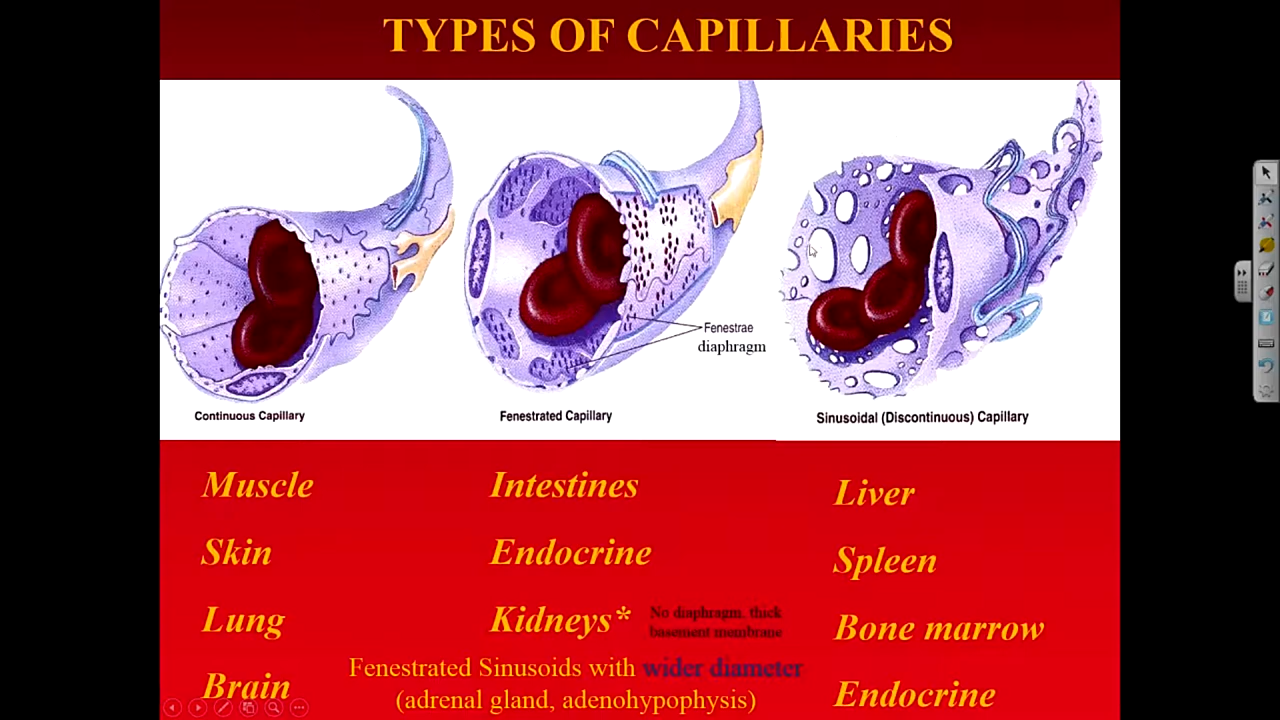 TYPES OF CAPILLARIES
Fenestrae
diaphragm
Continuous Capillary
Fenestrated Capillary
Sinusoidal (Discontinuous) Capillary
Muscle
Skin
Lung
Brain
Intestines
Endocrine
Kidneys*
No diaphragm, thick
basement membrane
Fenestrated Sinusoids with wider diameter
(adrenal gland, adenohypophysis)
Liver
Spleen
Bone marrow
Endocrine